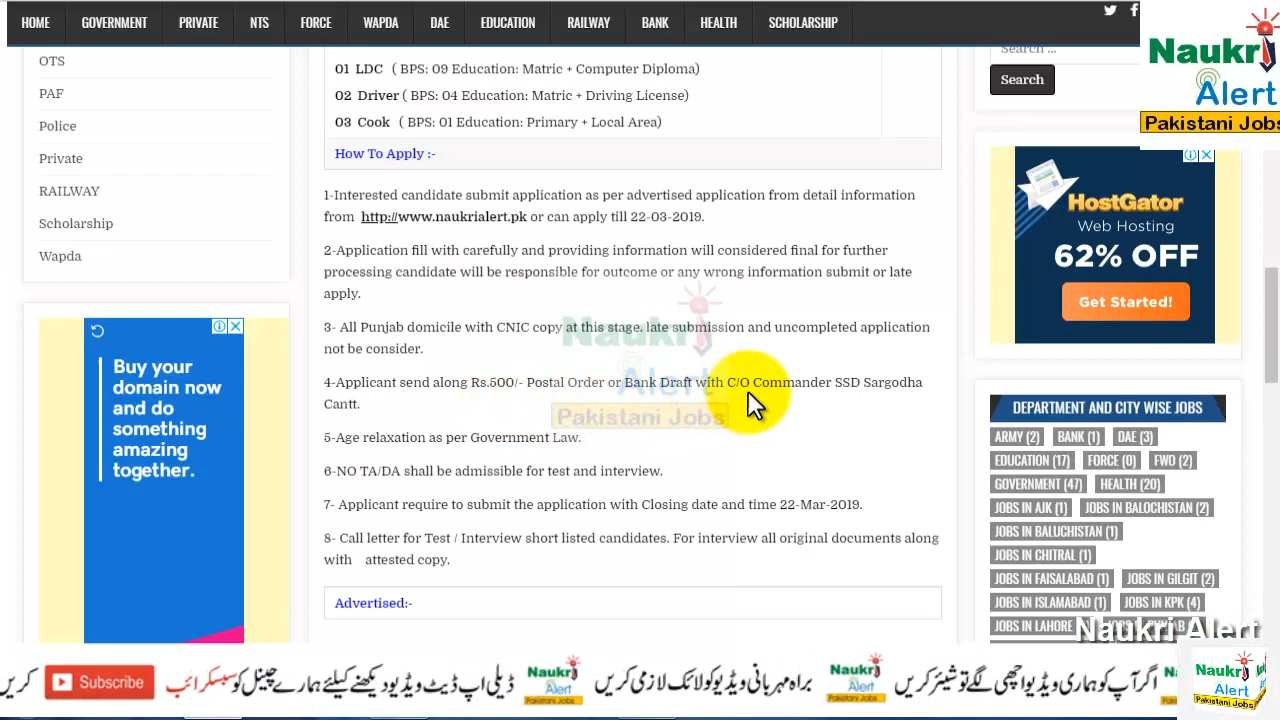 HOME GOVERNMENT PRIVATE NTS FORCE WAPDA DAE EDUCATION RAILWAY BANK HEALTH SCHOLARSHIP
OTS
PAF
Police
Private
RAILWAY
Scholarship
Wapda
Buy your
domain now
and do
something
amazing
together.
01 LDC ( BPS: 09 Education: Matric + Computer Diploma)
02 Driver ( BPS: 04 Education: Matric + Driving License)
03 Cook ( BPS: 01 Education: Primary + Local Area)
How To Apply :-
1-Interested candidate submit application as per advertised application from detail information
from http://www.naukrialert.pk or can apply till 22-03-2019.
2-Application fill with carefully and providing information will considered final for further
processing candidate will be responsible for outcome or any wrong information submit or late
apply.
3- All Punjab domicile with CNIC copy at this stage, late submission and uncompleted application
not be consider.
4-Applicant send along Rs.500/- Postal Order or Bank Draft with C/O Commander SSD Sargodha
Cantt.
5-Age relaxation as per Government Law.
6-NO TA/DA shall be admissible for test and interview.
7- Applicant require to submit the application with Closing date and time 22-Mar-2019.
8- Call letter for Test / Interview short listed candidates. For interview all original documents along
with attested copy.
Advertised:-
Naukri
Alert
Pakistani Jobs
Search ...
Search
Naukri
Alert
Pakistani Jobs
HostGator
Web Hosting
62% OFF
Get Started!
DEPARTMENT AND CITY WISE JOBS
ARMY (2) BANK (1) DAE (3)
EDUCATION (17) FORCE (0) FWO (2)
GOVERNMENT (47) HEALTH (20)
JOBS IN AJK (1) JOBS IN BALOCHISTAN (2)
JOBS IN BALUCHISTAN (1)
JOBS IN CHITRAL (1)
JOBS IN FAISALABAD (1) JOBS IN GILGIT (2)
JOBS IN ISLAMABAD (1) JOBS IN KPK (4)
JOBS IN LAHORE
Naukri Alert
اگر آپ کو ہماری ویڈیو اچھی لگے تو شیئر کریں Naukri Alert براہ مہربانی ویڈیو کو لائک لازمی کریں Naukri Alert ڈیلی اپ ڈیٹ ویڈیو دیکھنے کیلئے ہمارے چینل کو سبسکرائب Subscribe کریں
Naukri
Alert
Pakistani Jobs